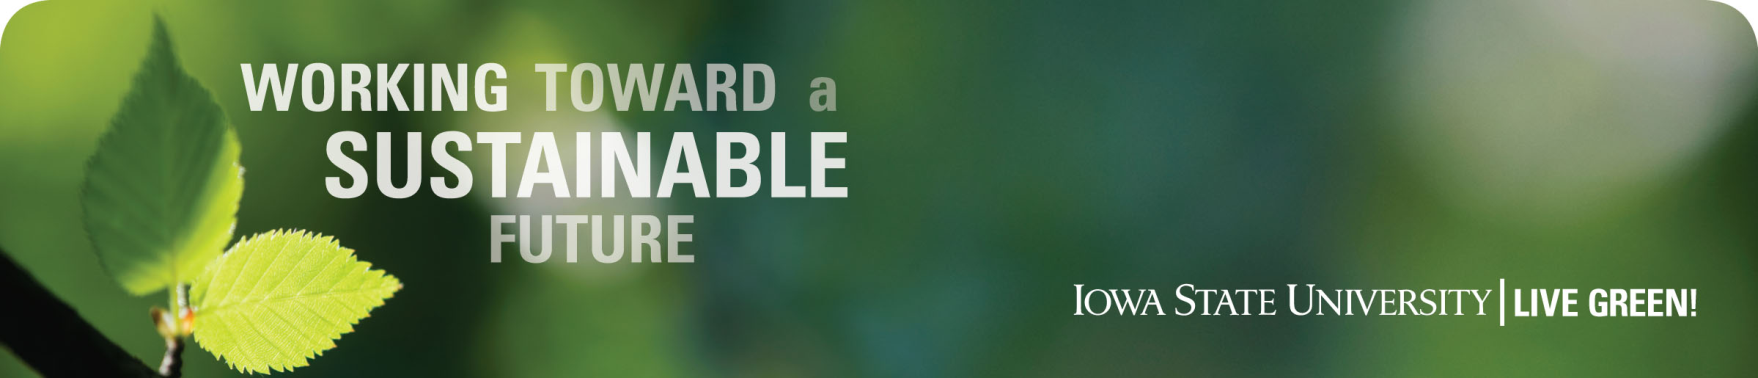 WORKING TOWARD a
SUSTAINABLE
FUTURE
IOWA STATE UNIVERSITY | LIVE GREEN!